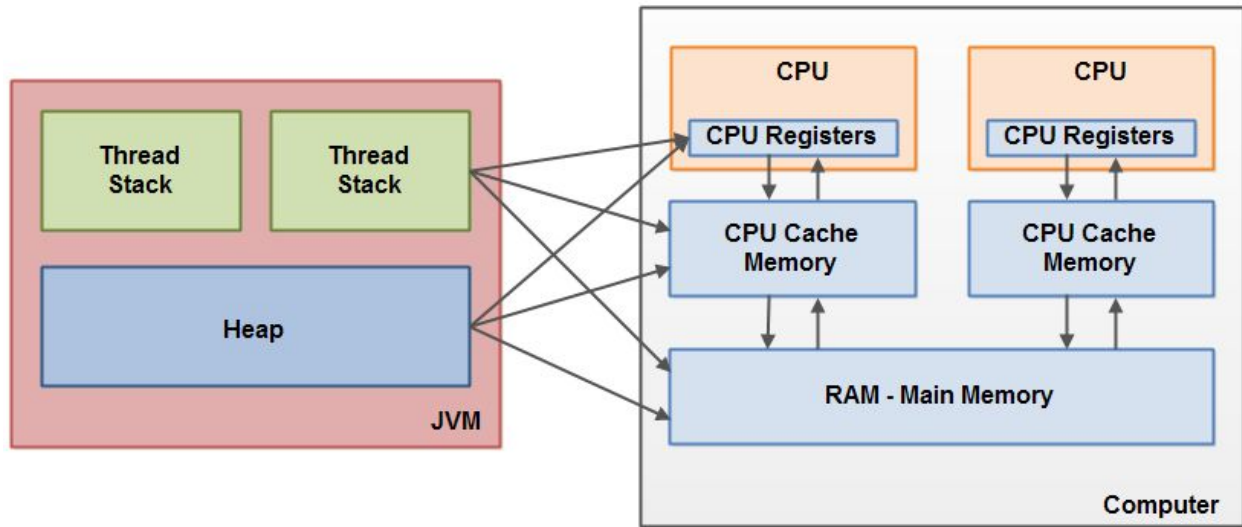 Thread
Stack
Thread
Stack
Heap
JVM
CPU
CPU Registers
CPU Cache
Memory
CPU
CPU Registers
CPU Cache
Memory
RAM - Main Memory
Computer